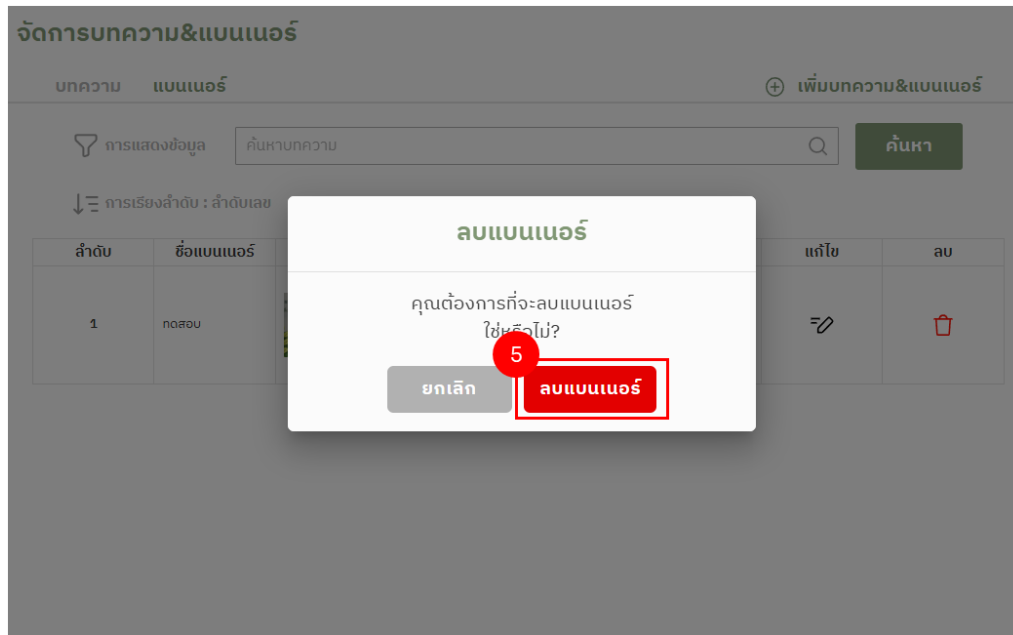 จัดการบทความ&แบนเนอร์
บทความ แบนเนอร์ เพิ่มบทความ&แบนเนอร์
การแสดงข้อมูล ค้นหาบทความ ค้นหา
การเรียงลำดับ : ลำดับเลข
ลำดับ ชื่อแบนเนอร์ แก้ไข ลบ
1 ทดสอบ
ลบแบนเนอร์
คุณต้องการที่จะลบแบนเนอร์
ใช่หรือไม่?
5
ยกเลิก ลบแบนเนอร์